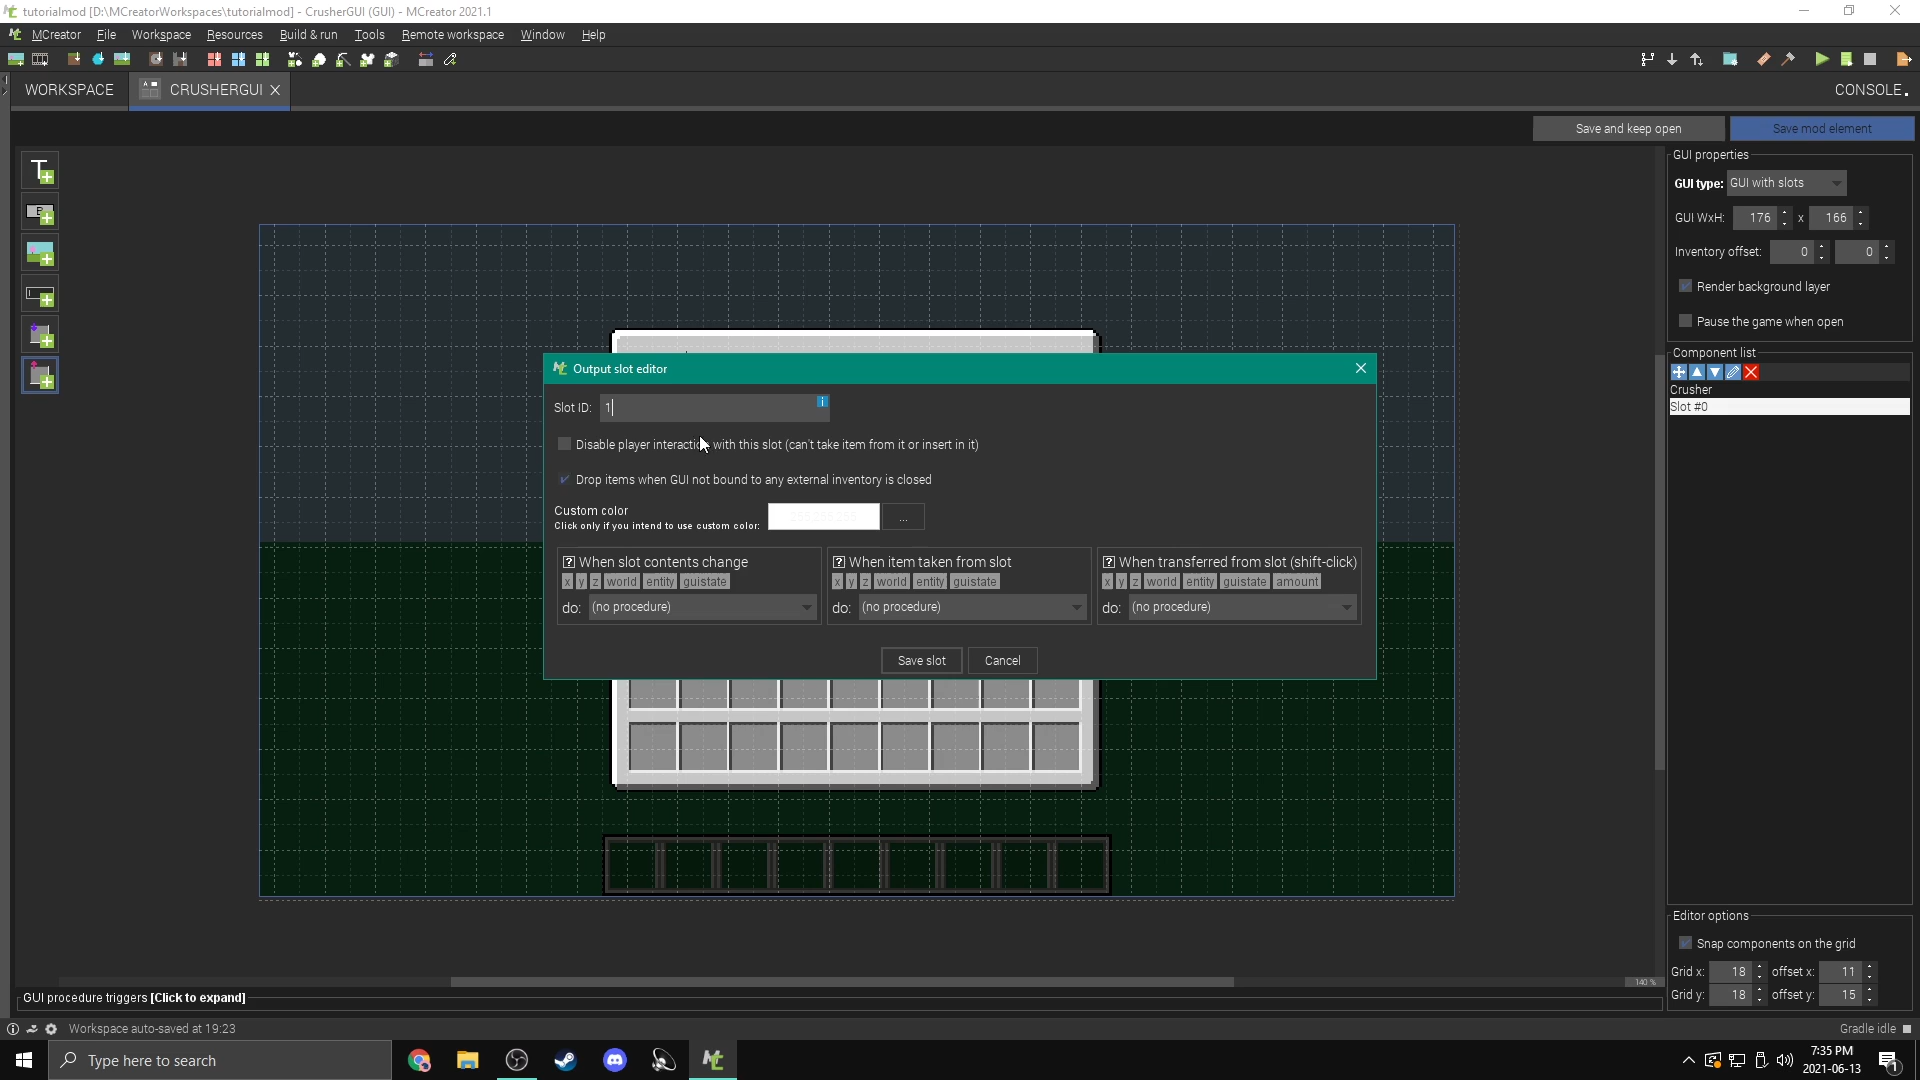 tutorialmod [D:\MCreatorWorkspaces\tutorialmod] - CrusherGUI (GUI) - MCreator 2021.1
MCreator File Workspace Resources Build & run Tools Remote workspace Window Help
WORKSPACE CRUSHERGUI CONSOLE
Save and keep open Save mod element
GUI properties
GUI type: GUI with slots
GUI WxH: 176 x 166
Inventory offset: 0 0
Render background layer
Pause the game when open
Component list
Crusher
Slot #0
Output slot editor
Slot ID: 1
Disable player interaction with this slot (can't take item from it or insert in it)
Drop items when GUI not bound to any external inventory is closed
Custom color
Click only if you intend to use custom color: ...
When slot contents change
x y z world entity guistate
do: (no procedure)
When item taken from slot
x y z world entity guistate
do: (no procedure)
When transferred from slot (shift-click)
x y z world entity guistate amount
do: (no procedure)
Save slot Cancel
Editor options
Snap components on the grid
Grid x: 18 offset x: 11
Grid y: 18 offset y: 15
140 %
GUI procedure triggers [Click to expand]
Workspace auto-saved at 19:23
Gradle idle
Type here to search
7:35 PM
2021-06-13
1